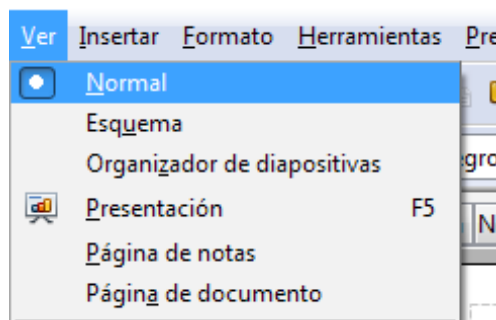 Ver Insertar Formato Herramientas
Normal
Esquema
Organizador de diapositivas
Presentación F5
Página de notas
Página de documento